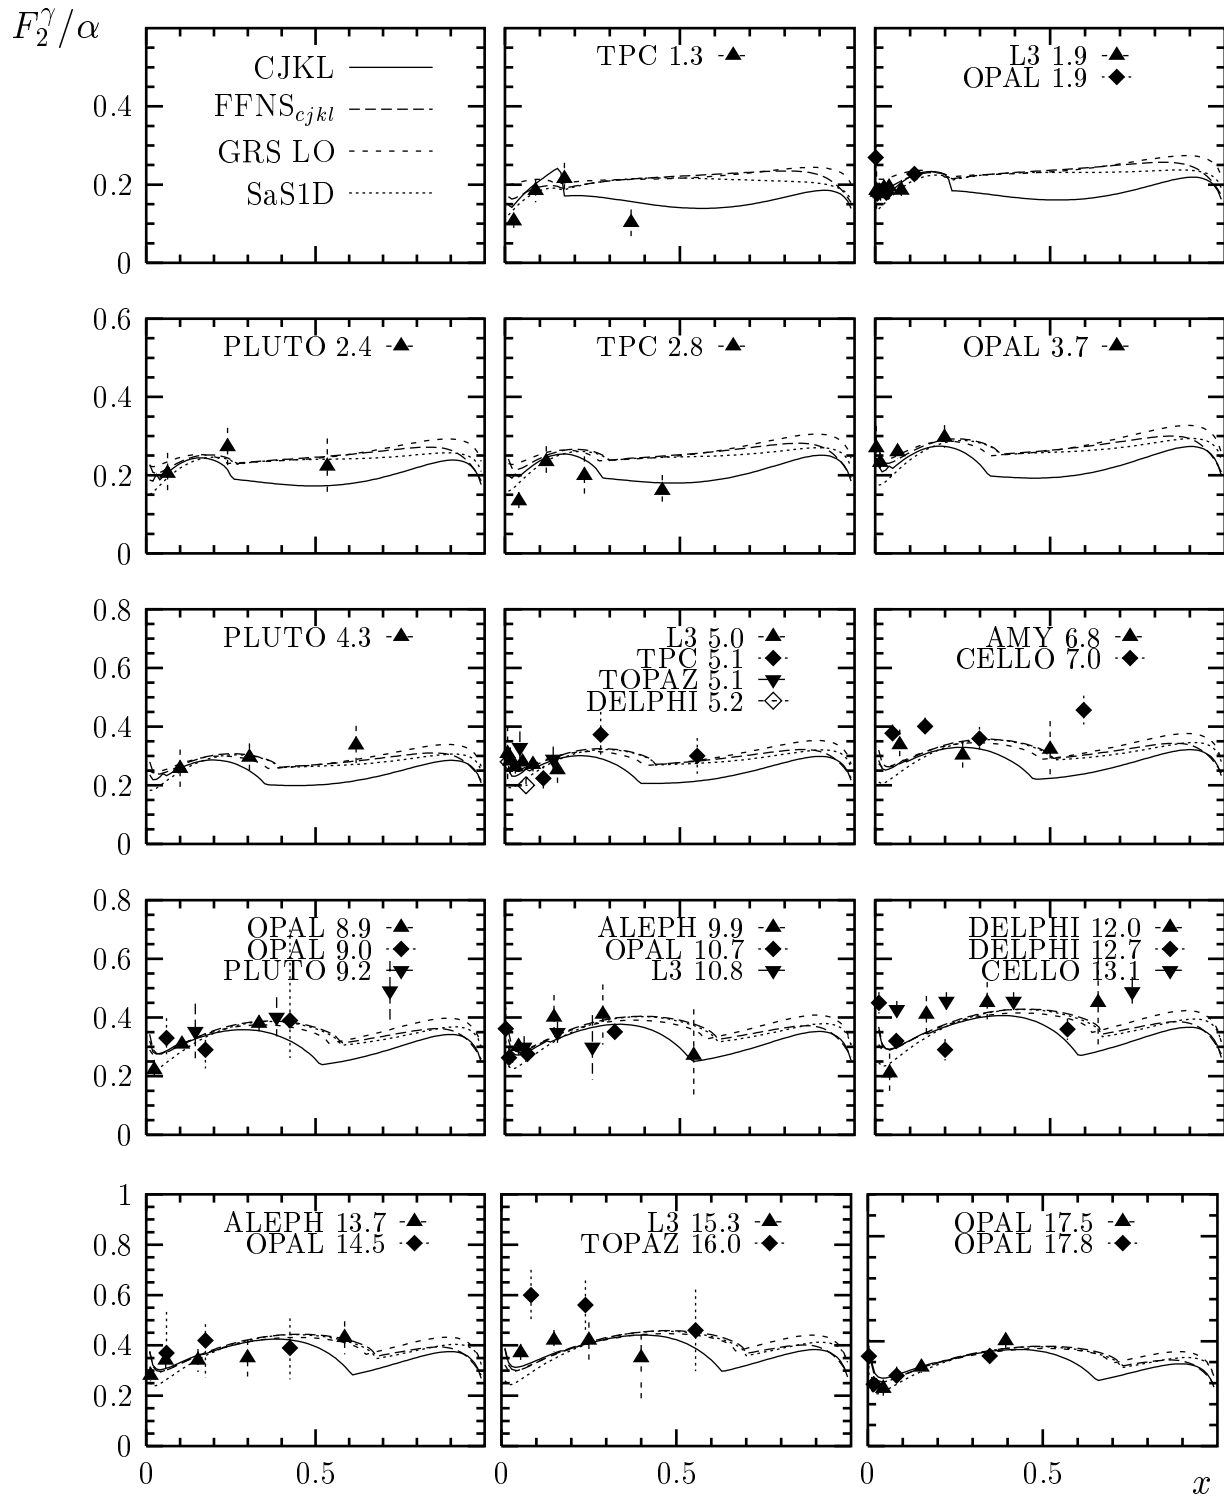 F₂^γ/α
CJKL
FFNS_cjkl
GRS LO
SaS1D
TPC 1.3
L3 1.9
OPAL 1.9
0.4
0.2
0
PLUTO 2.4
TPC 2.8
OPAL 3.7
0.6
0.4
0.2
0
PLUTO 4.3
L3 5.0
TPC 5.1
TOPAZ 5.1
DELPHI 5.2
AMY 6.8
CELLO 7.0
0.8
0.6
0.4
0.2
0
OPAL 8.9
OPAL 9.0
PLUTO 9.2
ALEPH 9.9
OPAL 10.7
L3 10.8
DELPHI 12.0
DELPHI 12.7
CELLO 13.1
0.8
0.6
0.4
0.2
0
ALEPH 13.7
OPAL 14.5
L3 15.3
TOPAZ 16.0
OPAL 17.5
OPAL 17.8
1
0.8
0.6
0.4
0.2
0
0 0.5 0 0.5 0 0.5 x